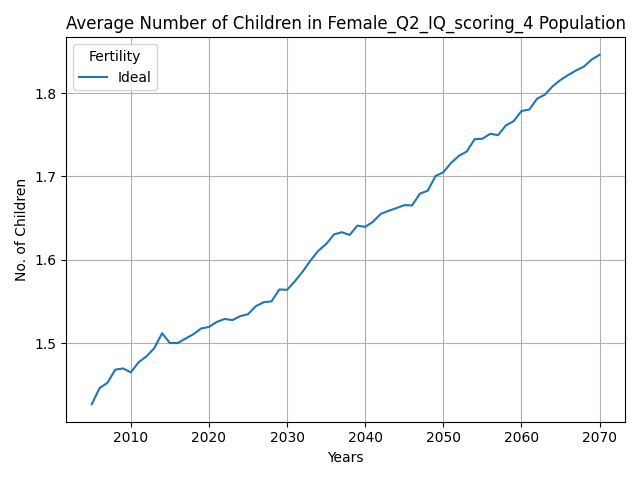 Average Number of Children in Female_Q2_IQ_scoring_4 Population
Fertility
Ideal
No. of Children
1.8
1.7
1.6
1.5
2010 2020 2030 2040 2050 2060 2070
Years